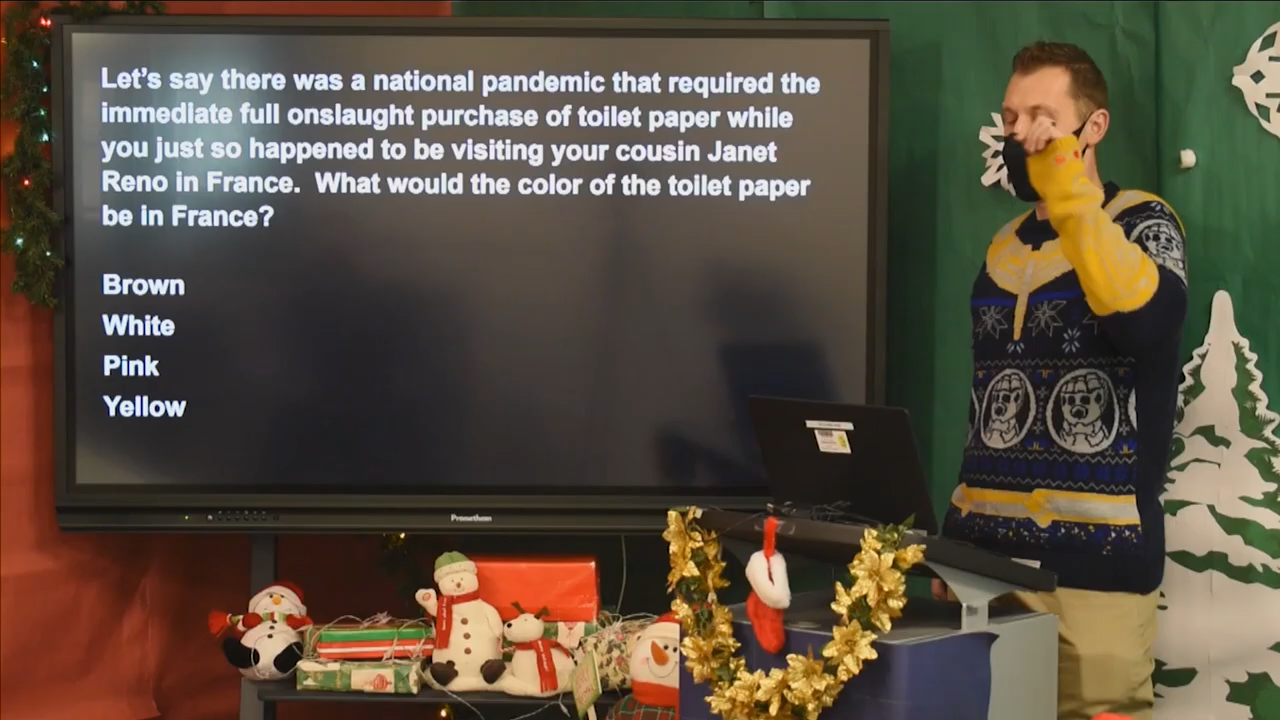 Let's say there was a national pandemic that required the
immediate full onslaught purchase of toilet paper while
you just so happened to be visiting your cousin Janet
Reno in France.  What would the color of the toilet paper
be in France?
Brown
White
Pink
Yellow
Promethean